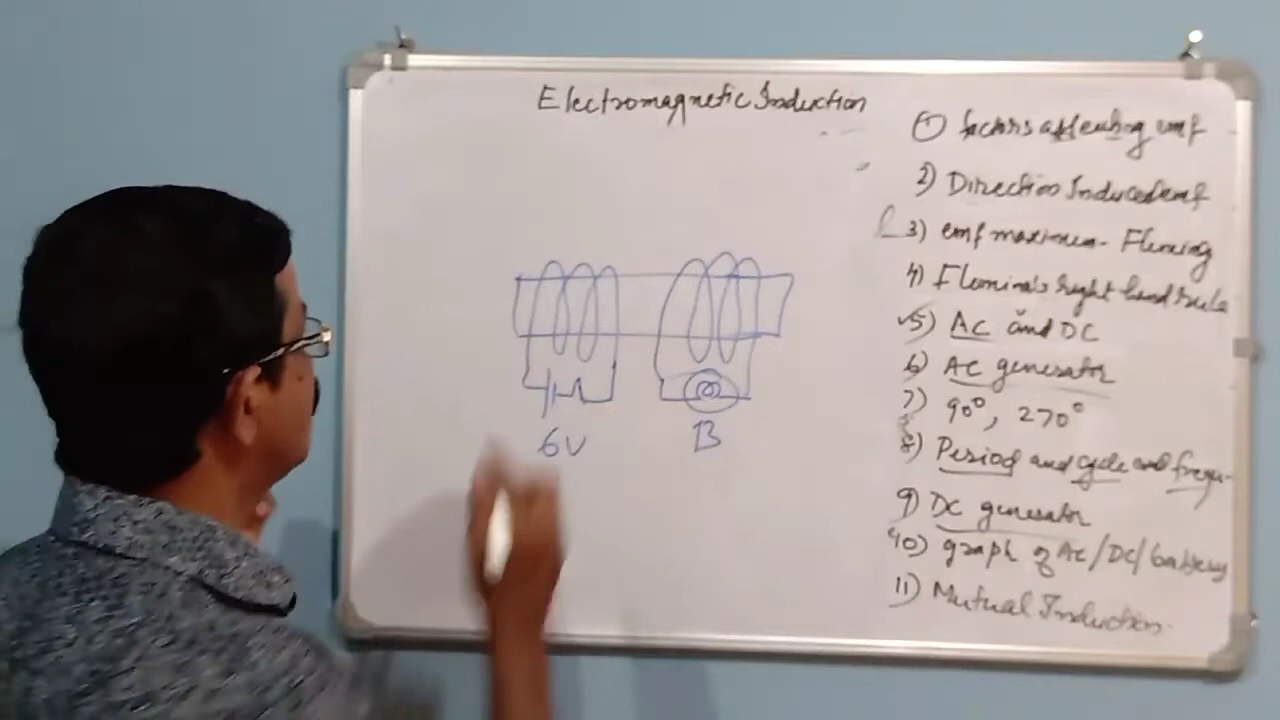 Electromagnetic Induction
1) factors affecting emf
2) Direction Induced emf
3) emf maximum - Fleming
4) Fleming's right hand rule
5) AC and DC
6) AC generator
7) 90°, 270°
8) Period and cycle and frequ-
9) DC generator
10) graph of AC/DC/battery
11) Mutual Induction.
6V
B